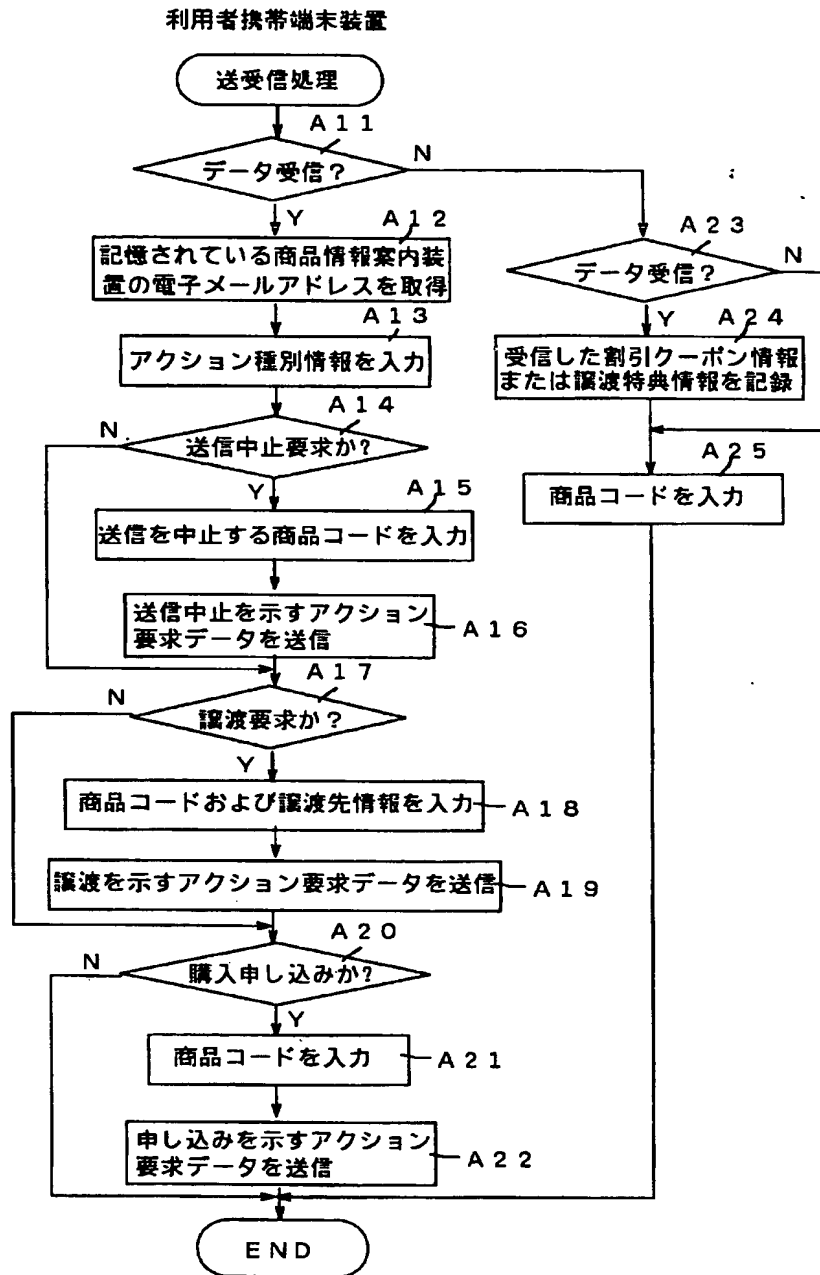 利用者携帯端末装置
送受信処理
A11
データ受信?
N
Y
A12
記憶されている商品情報案内装
置の電子メールアドレスを取得
A13
アクション種別情報を入力
A14
N
送信中止要求か?
Y
A15
送信を中止する商品コードを入力
送信中止を示すアクション
要求データを送信
A16
A17
N
譲渡要求か?
Y
商品コードおよび譲渡先情報を入力
A18
譲渡を示すアクション要求データを送信
A19
A20
N
購入申し込みか?
Y
商品コードを入力
A21
申し込みを示すアクション
要求データを送信
A22
END
A23
データ受信?
N
Y
A24
受信した割引クーポン情報
または譲渡特典情報を記録
A25
商品コードを入力